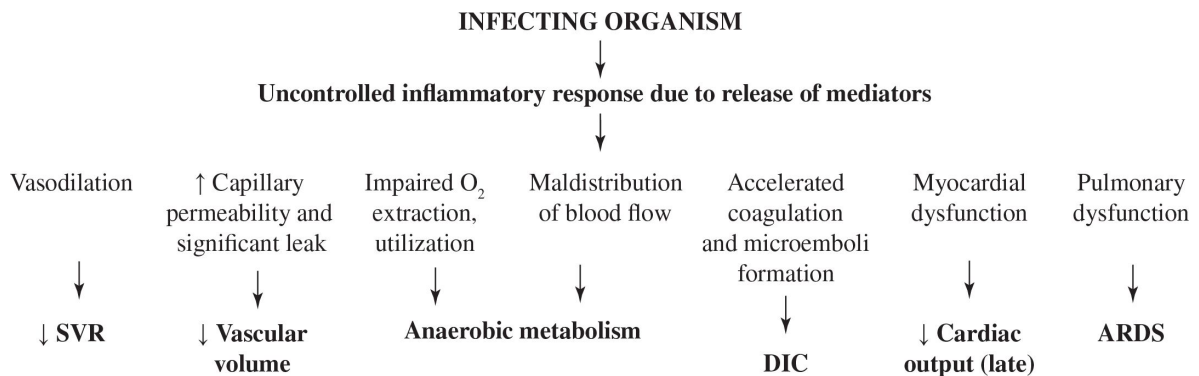 INFECTING ORGANISM
Uncontrolled inflammatory response due to release of mediators
Vasodilation
↑ Capillary
permeability and
significant leak
Impaired O₂
extraction,
utilization
Maldistribution
of blood flow
Accelerated
coagulation
and microemboli
formation
Myocardial
dysfunction
Pulmonary
dysfunction
↓ SVR
↓ Vascular
volume
Anaerobic metabolism
DIC
↓ Cardiac
output (late)
ARDS